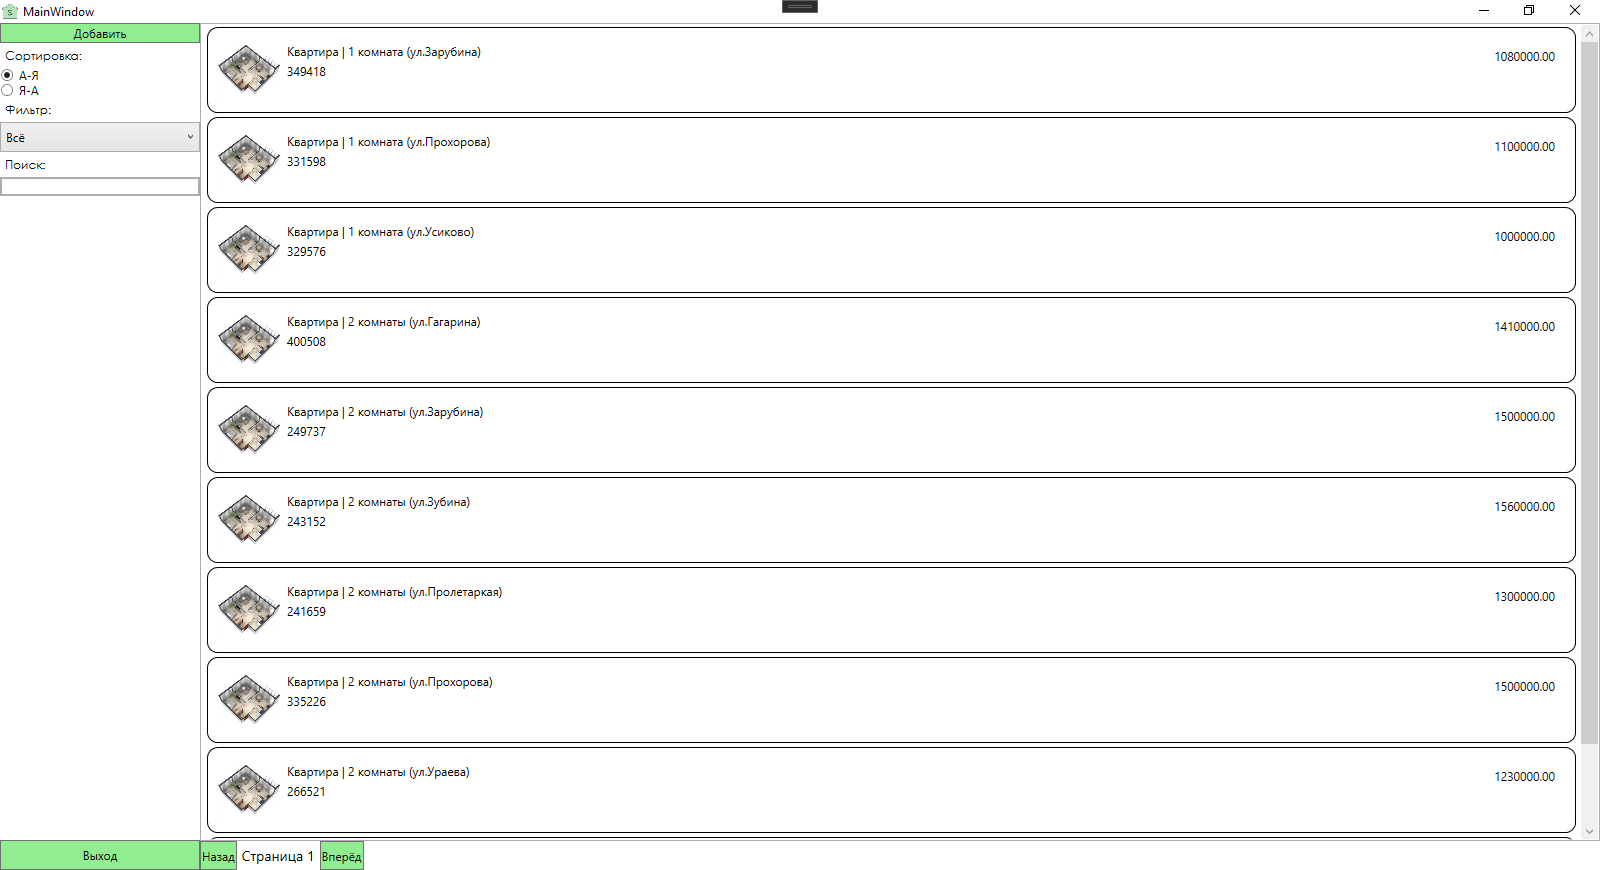 MainWindow
Добавить
Сортировка:
А-Я
Я-А
Фильтр:
Всё
Поиск:
Квартира | 1 комната (ул.Зарубина)
349418
1080000.00
Квартира | 1 комната (ул.Прохорова)
331598
1100000.00
Квартира | 1 комната (ул.Усиково)
329576
1000000.00
Квартира | 2 комнаты (ул.Гагарина)
400508
1410000.00
Квартира | 2 комнаты (ул.Зарубина)
249737
1500000.00
Квартира | 2 комнаты (ул.Зубина)
243152
1560000.00
Квартира | 2 комнаты (ул.Пролетаркая)
241659
1300000.00
Квартира | 2 комнаты (ул.Прохорова)
335226
1500000.00
Квартира | 2 комнаты (ул.Ураева)
266521
1230000.00
Выход
Назад
Страница 1
Вперёд